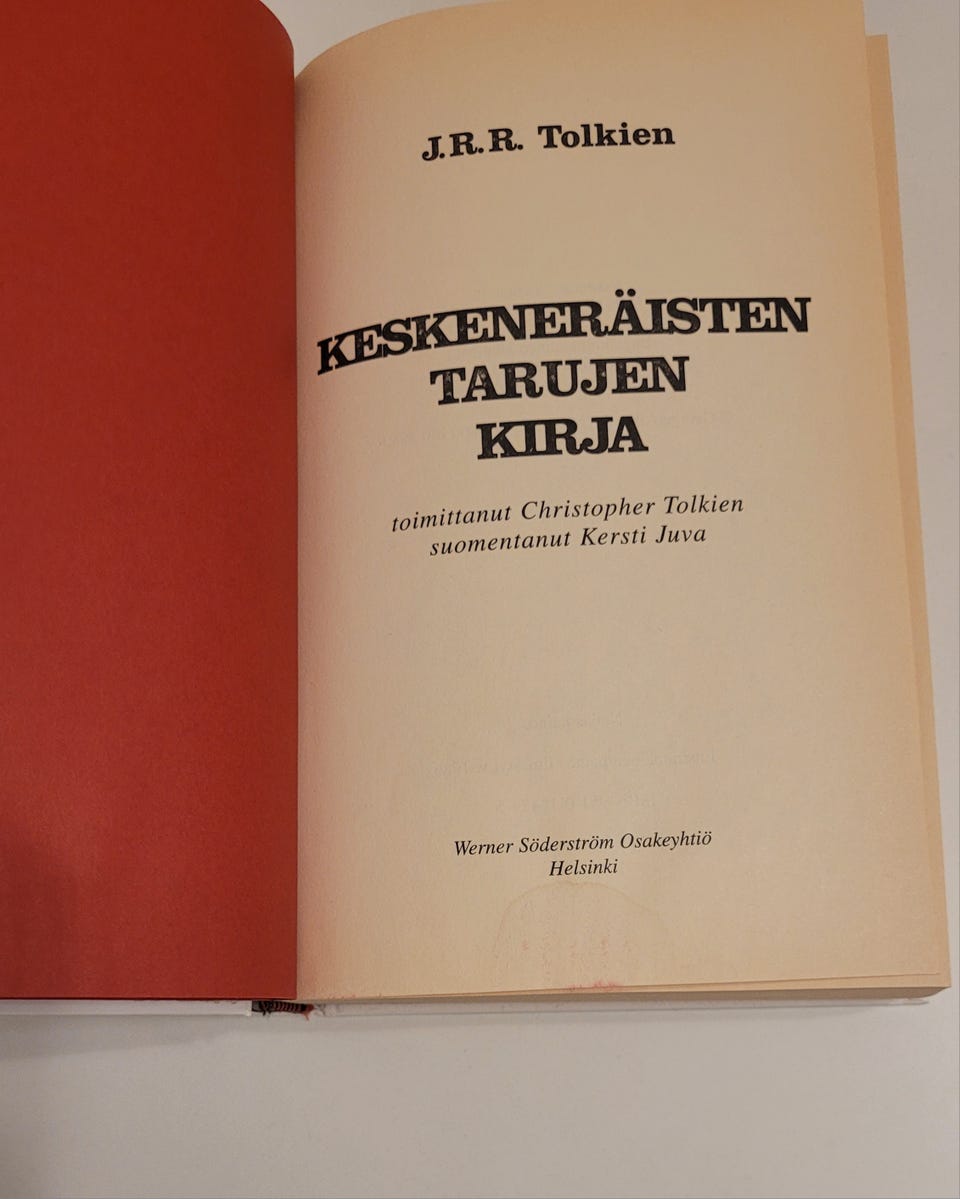 J.R.R. Tolkien
KESKENERÄISTEN
TARUJEN
KIRJA
toimittanut Christopher Tolkien
suomentanut Kersti Juva
Werner Söderström Osakeyhtiö
Helsinki